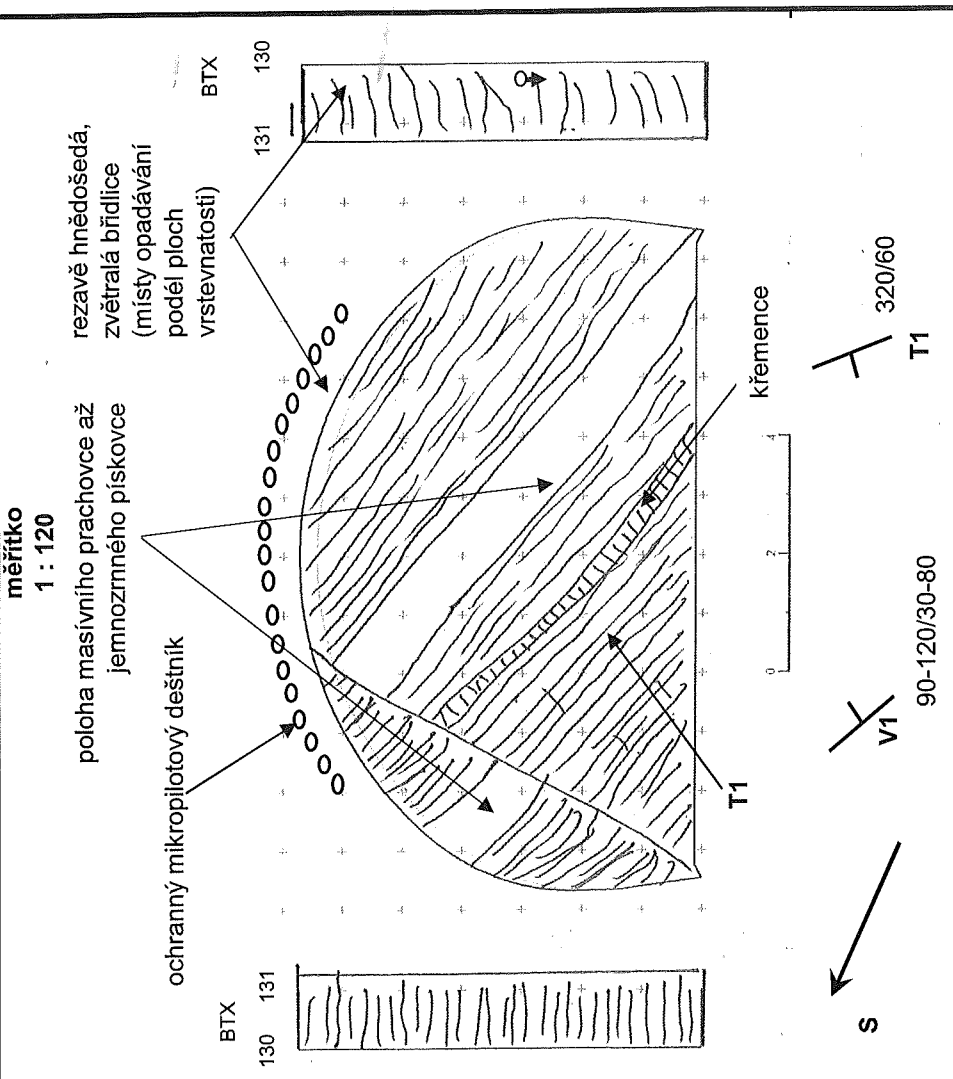 měřítko
1 : 120
poloha masívního prachovce až
jemnozrnného pískovce
rezavě hnědošedá,
zvětralá břidlice
(místy opadávání
podél ploch
vrstevnatosti)
ochranný mikropilotový deštník
BTX
130
131
BTX
131
130
křemence
T1
0
2
4
S
V1
90-120/30-80
T1
320/60